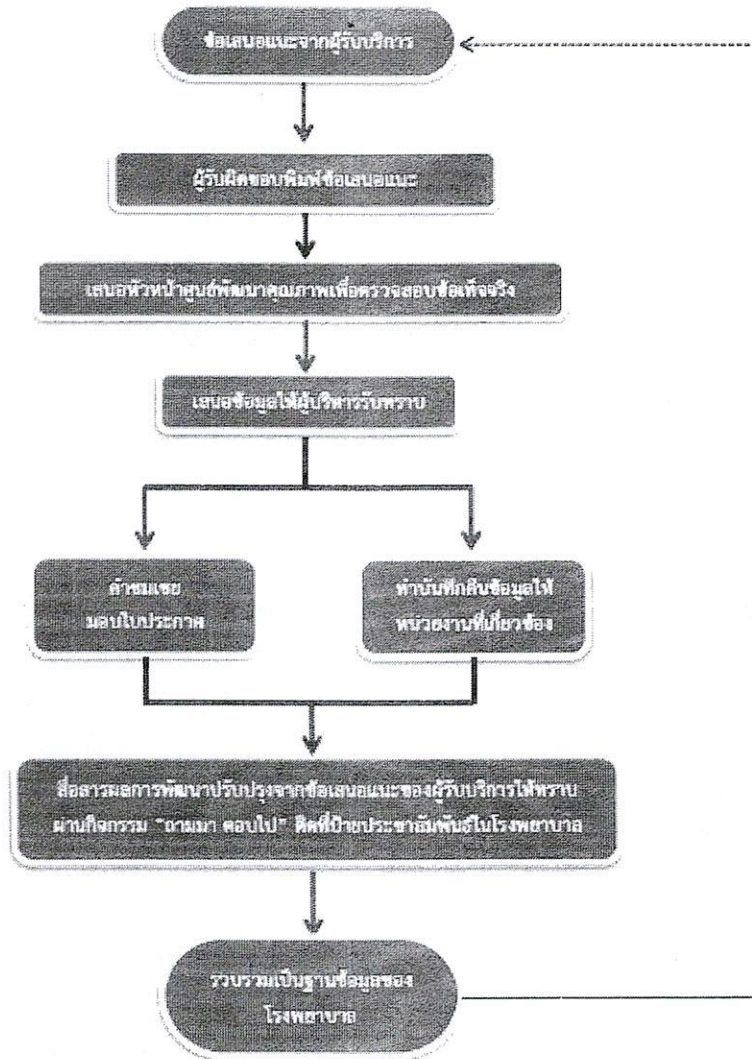 ข้อเสนอแนะจากผู้รับบริการ
ผู้รับผิดชอบพิมพ์ข้อเสนอแนะ
เสนอหัวหน้าศูนย์พัฒนาคุณภาพเพื่อตรวจสอบข้อเท็จจริง
เสนอข้อมูลให้ผู้บริหารรับทราบ
คำชมเชย
มอบใบประกาศ
ทำบันทึกคืนข้อมูลให้
หน่วยงานที่เกี่ยวข้อง
สื่อสารผลการพัฒนาปรับปรุงจากข้อเสนอแนะของผู้รับบริการให้ทราบ
ผ่านกิจกรรม "ถามมา ตอบไป" ติดที่ป้ายประชาสัมพันธ์ในโรงพยาบาล
รวบรวมเป็นฐานข้อมูลของ
โรงพยาบาล